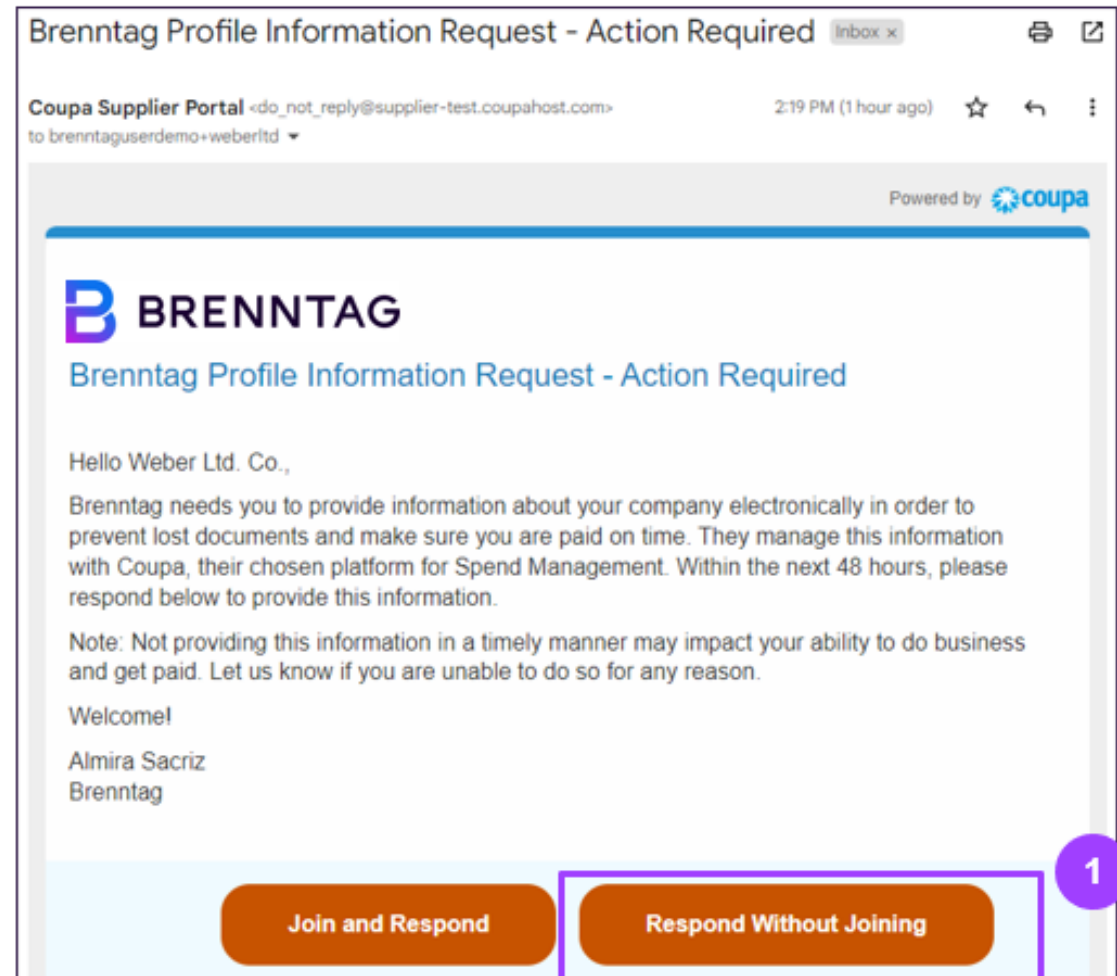 Brenntag Profile Information Request - Action Required Inbox x
Coupa Supplier Portal <do_not_reply@supplier-test.coupahost.com> 2:19 PM (1 hour ago)
to brenntaguserdemo+weberltd
Powered by coupa
BRENNTAG
Brenntag Profile Information Request - Action Required
Hello Weber Ltd. Co.,
Brenntag needs you to provide information about your company electronically in order to
prevent lost documents and make sure you are paid on time. They manage this information
with Coupa, their chosen platform for Spend Management. Within the next 48 hours, please
respond below to provide this information.
Note: Not providing this information in a timely manner may impact your ability to do business
and get paid. Let us know if you are unable to do so for any reason.
Welcome!
Almira Sacriz
Brenntag
1
Join and Respond Respond Without Joining